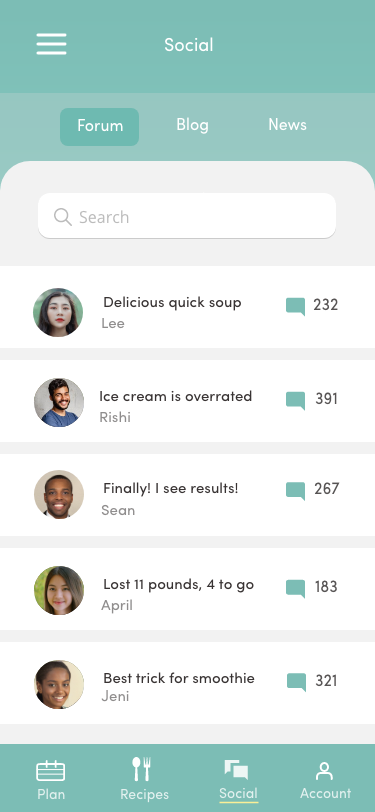 Social
Forum Blog News
Search
Delicious quick soup 232
Lee
Ice cream is overrated 391
Rishi
Finally! I see results! 267
Sean
Lost 11 pounds, 4 to go 183
April
Best trick for smoothie 321
Jeni
Plan Recipes Social Account